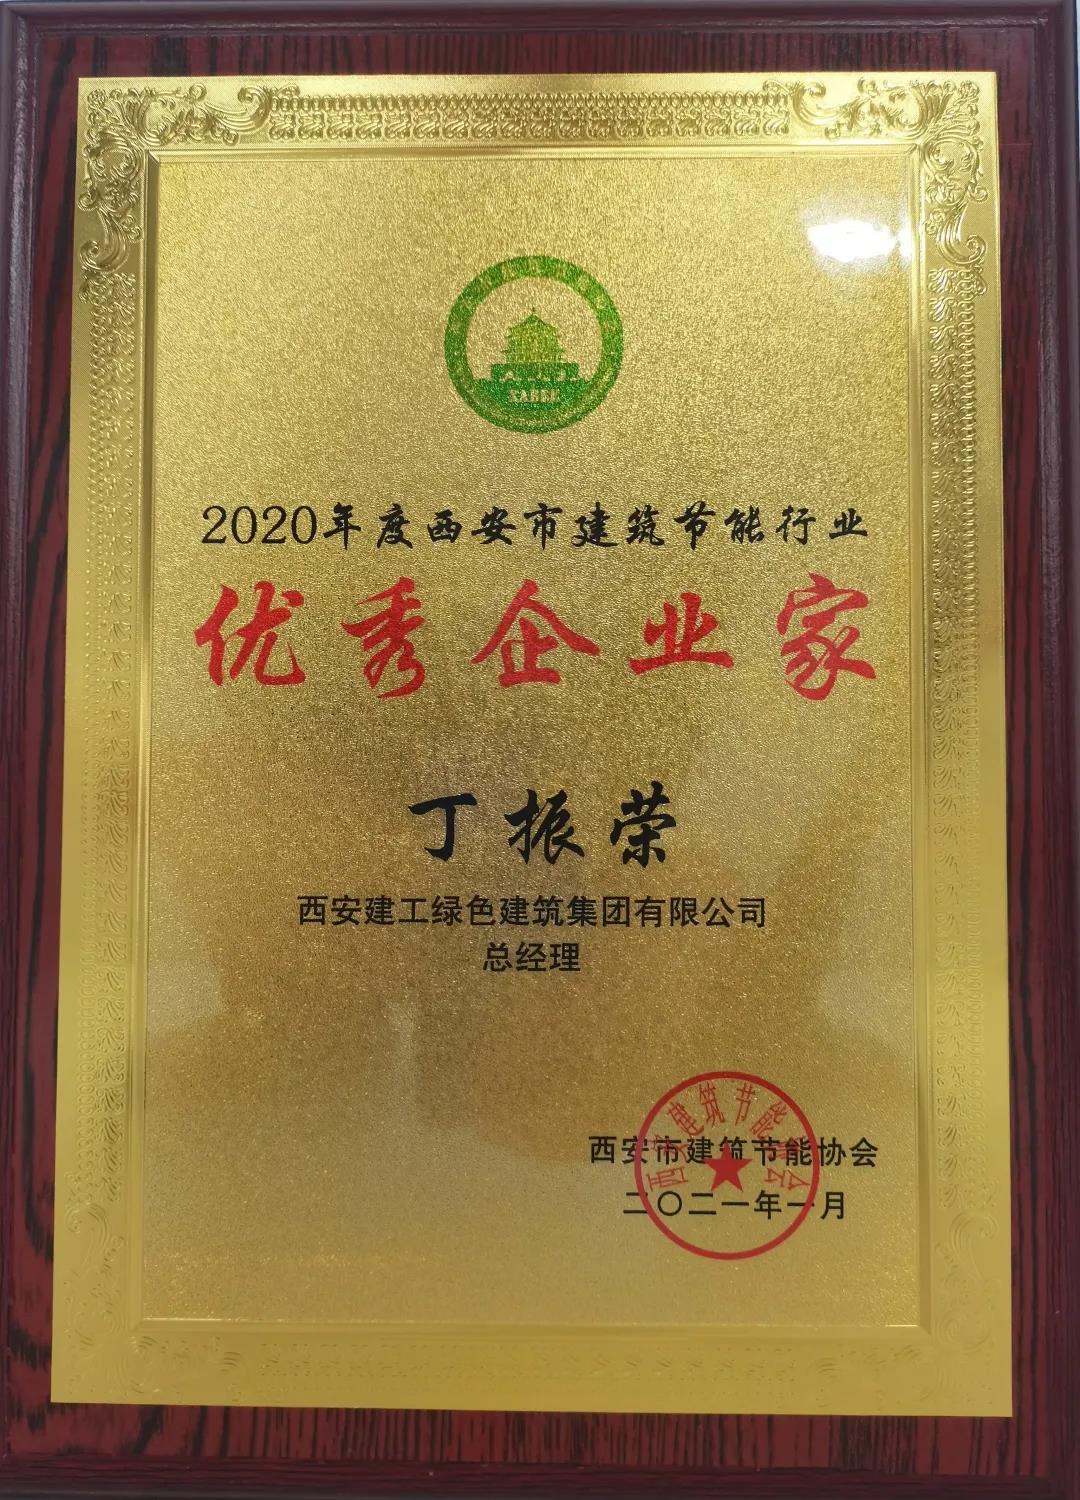 2020年度西安市建筑节能行业
优秀企业家
丁振荣
西安建工绿色建筑集团有限公司
总经理
西安市建筑节能协会
二〇二一年一月